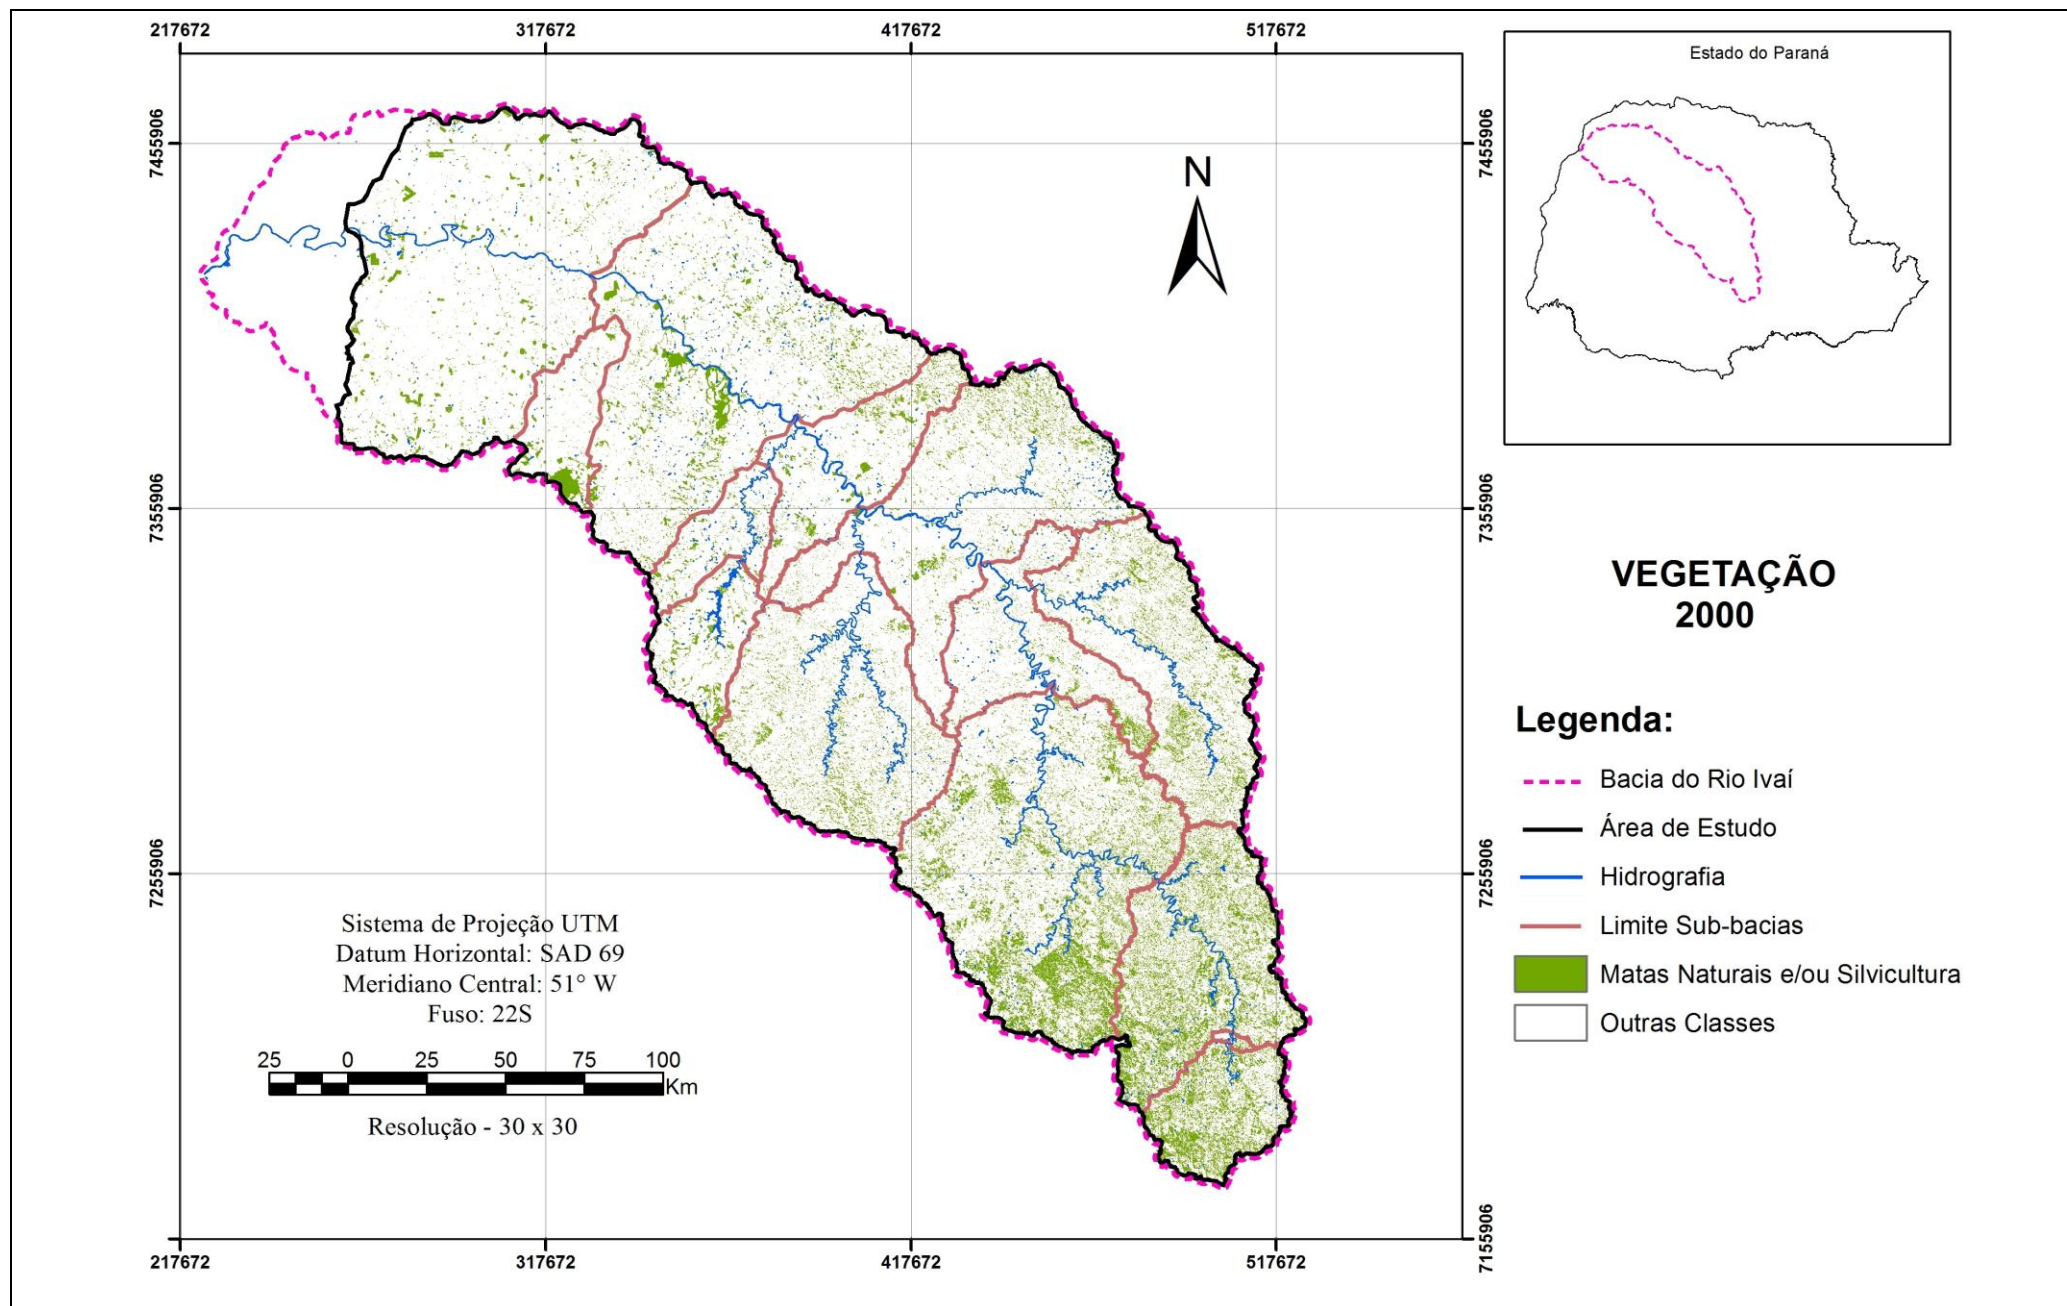 217672
317672
417672
517672
Estado do Paraná
7455906
7455906
N
7355906
7355906
VEGETAÇÃO
2000
Legenda:
Bacia do Rio Ivaí
Área de Estudo
Hidrografia
Limite Sub-bacias
Matas Naturais e/ou Silvicultura
Outras Classes
7255906
7255906
Sistema de Projeção UTM
Datum Horizontal: SAD 69
Meridiano Central: 51° W
Fuso: 22S
25 0 25 50 75 100
Km
Resolução - 30 x 30
7155906
217672
317672
417672
517672